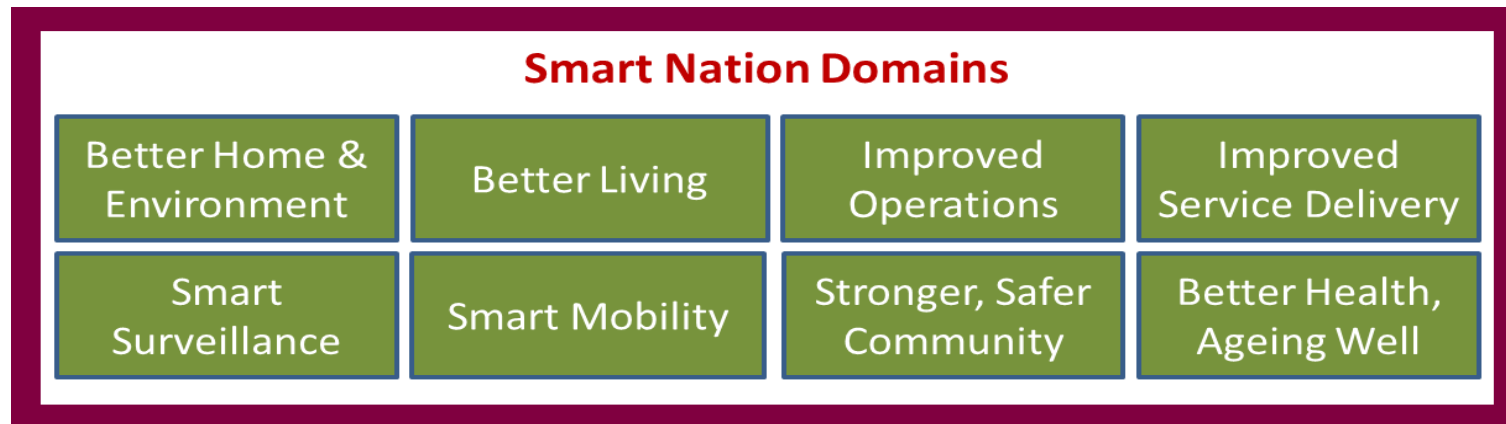 Smart Nation Domains
Better Home &
Environment
Better Living
Improved
Operations
Improved
Service Delivery
Smart
Surveillance
Smart Mobility
Stronger, Safer
Community
Better Health,
Ageing Well